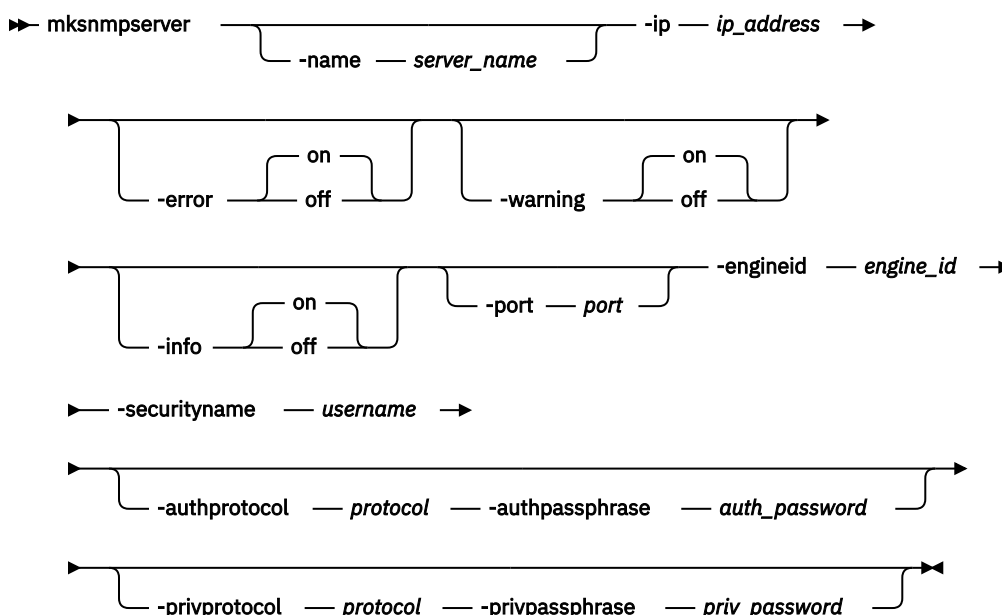 mksnmpserver -ip ip_address
-name server_name
on on
-error off -warning off
-engineid engine_id
on -port port
-info off
-securityname username
-authprotocol protocol -authpassphrase auth_password
-privprotocol protocol -privpassphrase priv_password